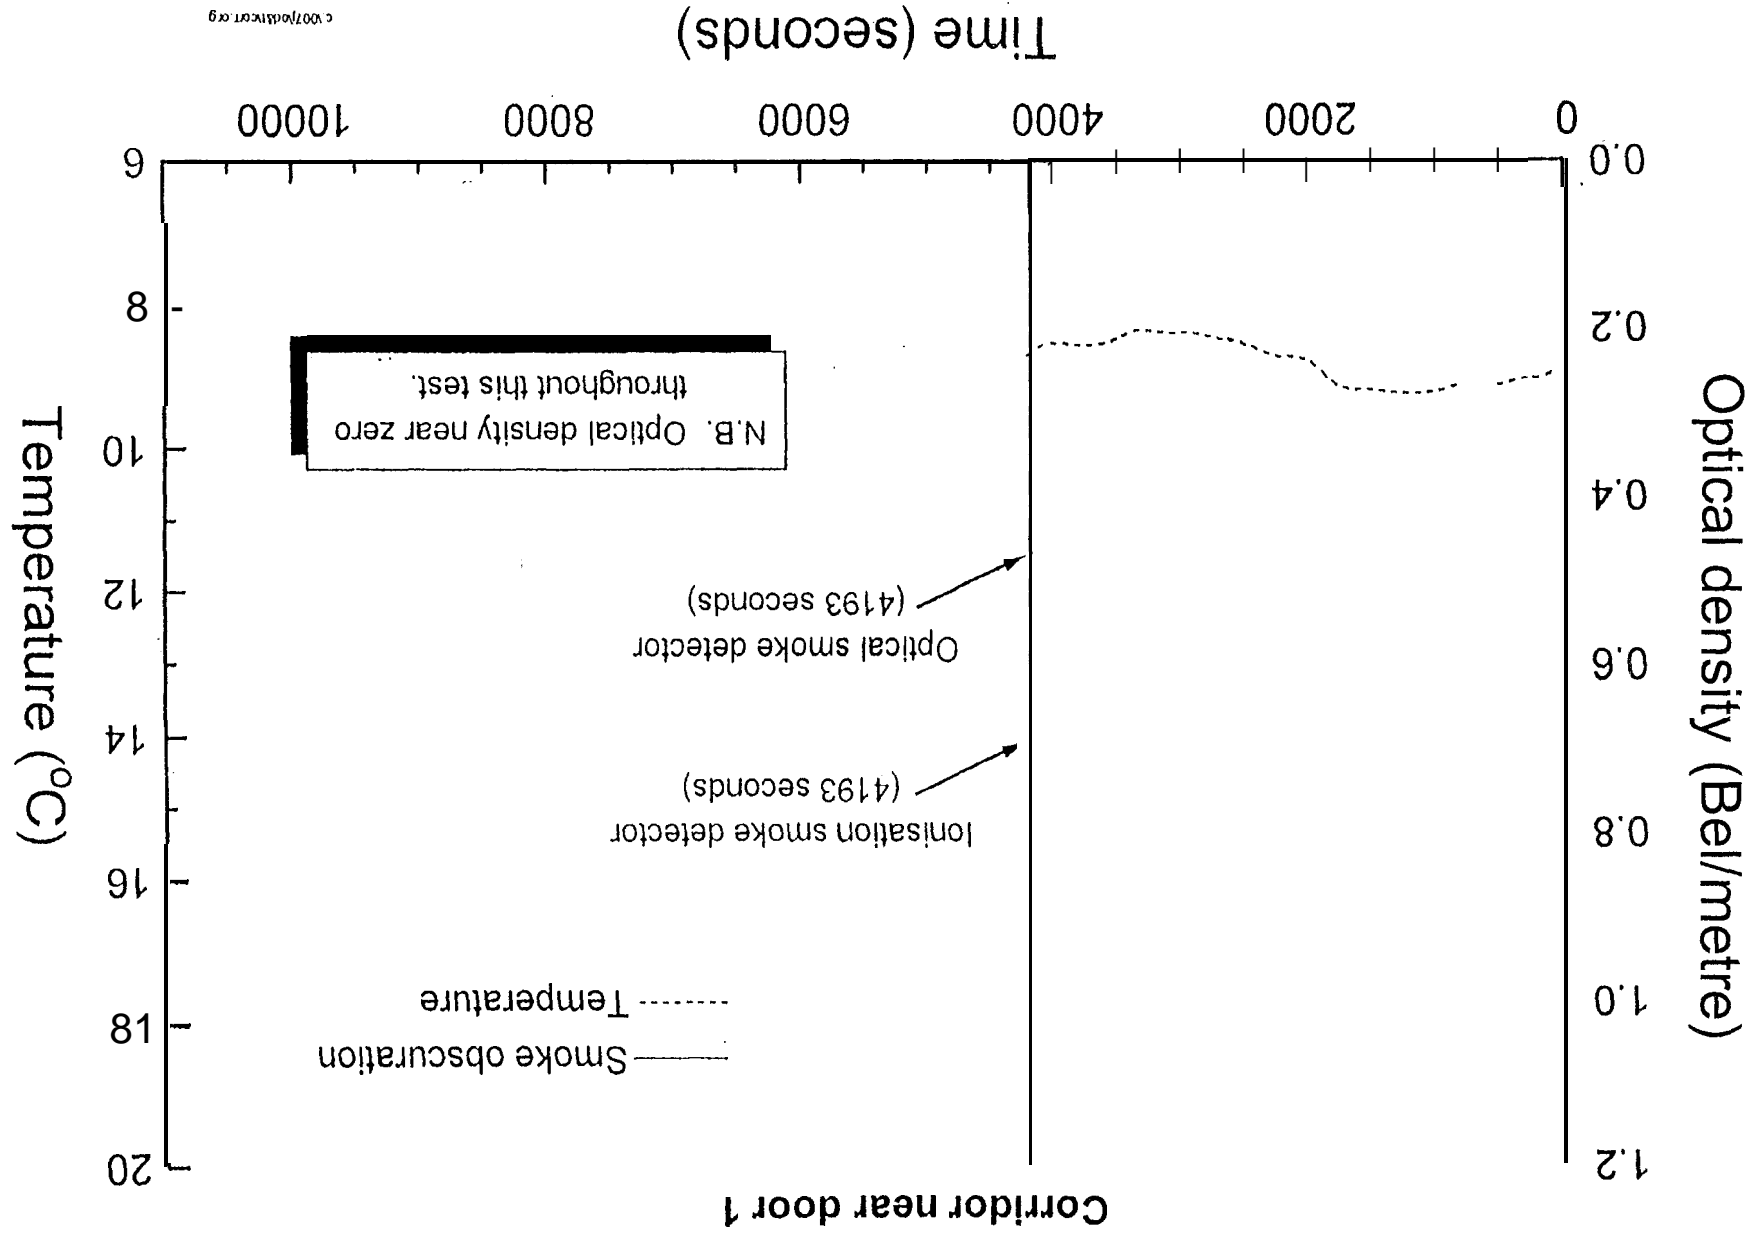 Corridor near door 1
1.2
1.0
0.8
0.6
0.4
0.2
0.0
Optical density (Bel/metre)
Smoke obscuration
Temperature
Ionisation smoke detector
(4193 seconds)
Optical smoke detector
(4193 seconds)
N.B. Optical density near zero
throughout this test.
20
18
16
14
12
10
8
6
Temperature (°C)
0
2000
4000
6000
8000
10000
Time (seconds)